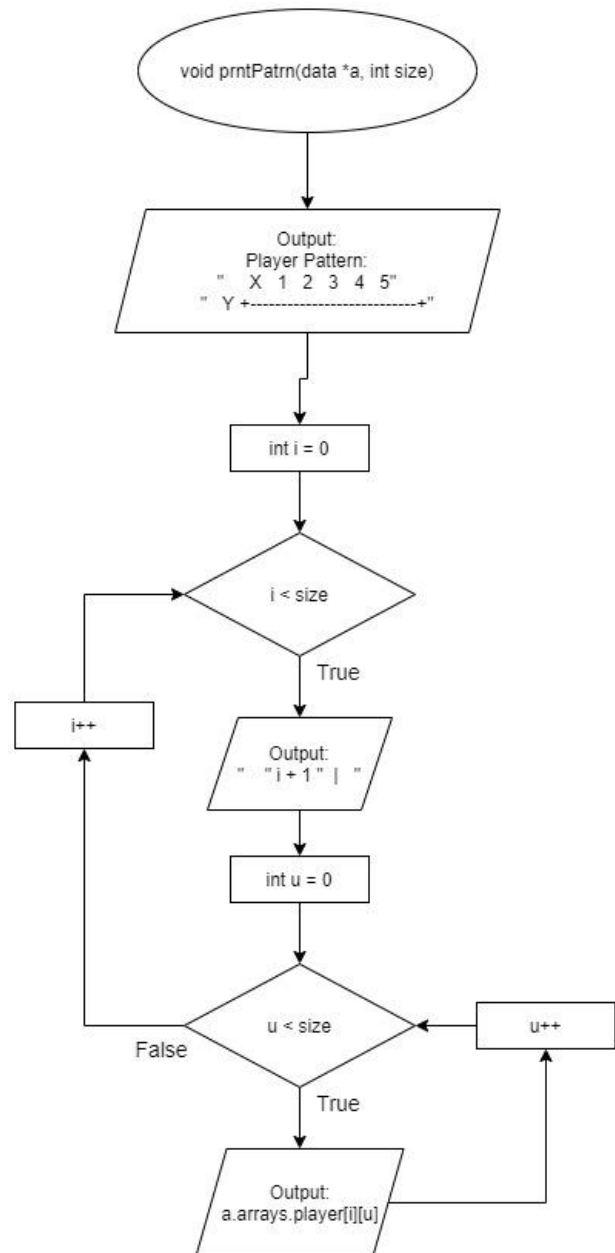 void prntPatrn(data *a, int size)
Output:
Player Pattern:
"     X   1   2   3   4   5"
"   Y +---------------------------+"
int i = 0
i < size
True
i++
Output:
"    " i + 1 "  |   "
int u = 0
u < size
u++
False
True
Output:
a.arrays.player[i][u]